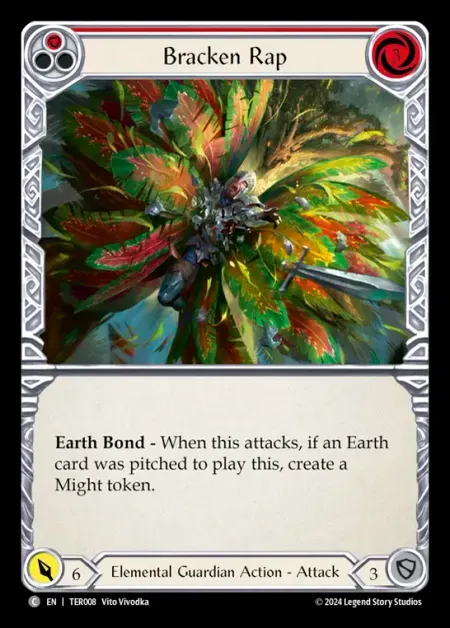 Bracken Rap
3
Earth Bond - When this attacks, if an Earth
card was pitched to play this, create a
Might token.
6
Elemental Guardian Action - Attack
3
C EN | TER008 Vito Vivodka
© 2024 Legend Story Studios